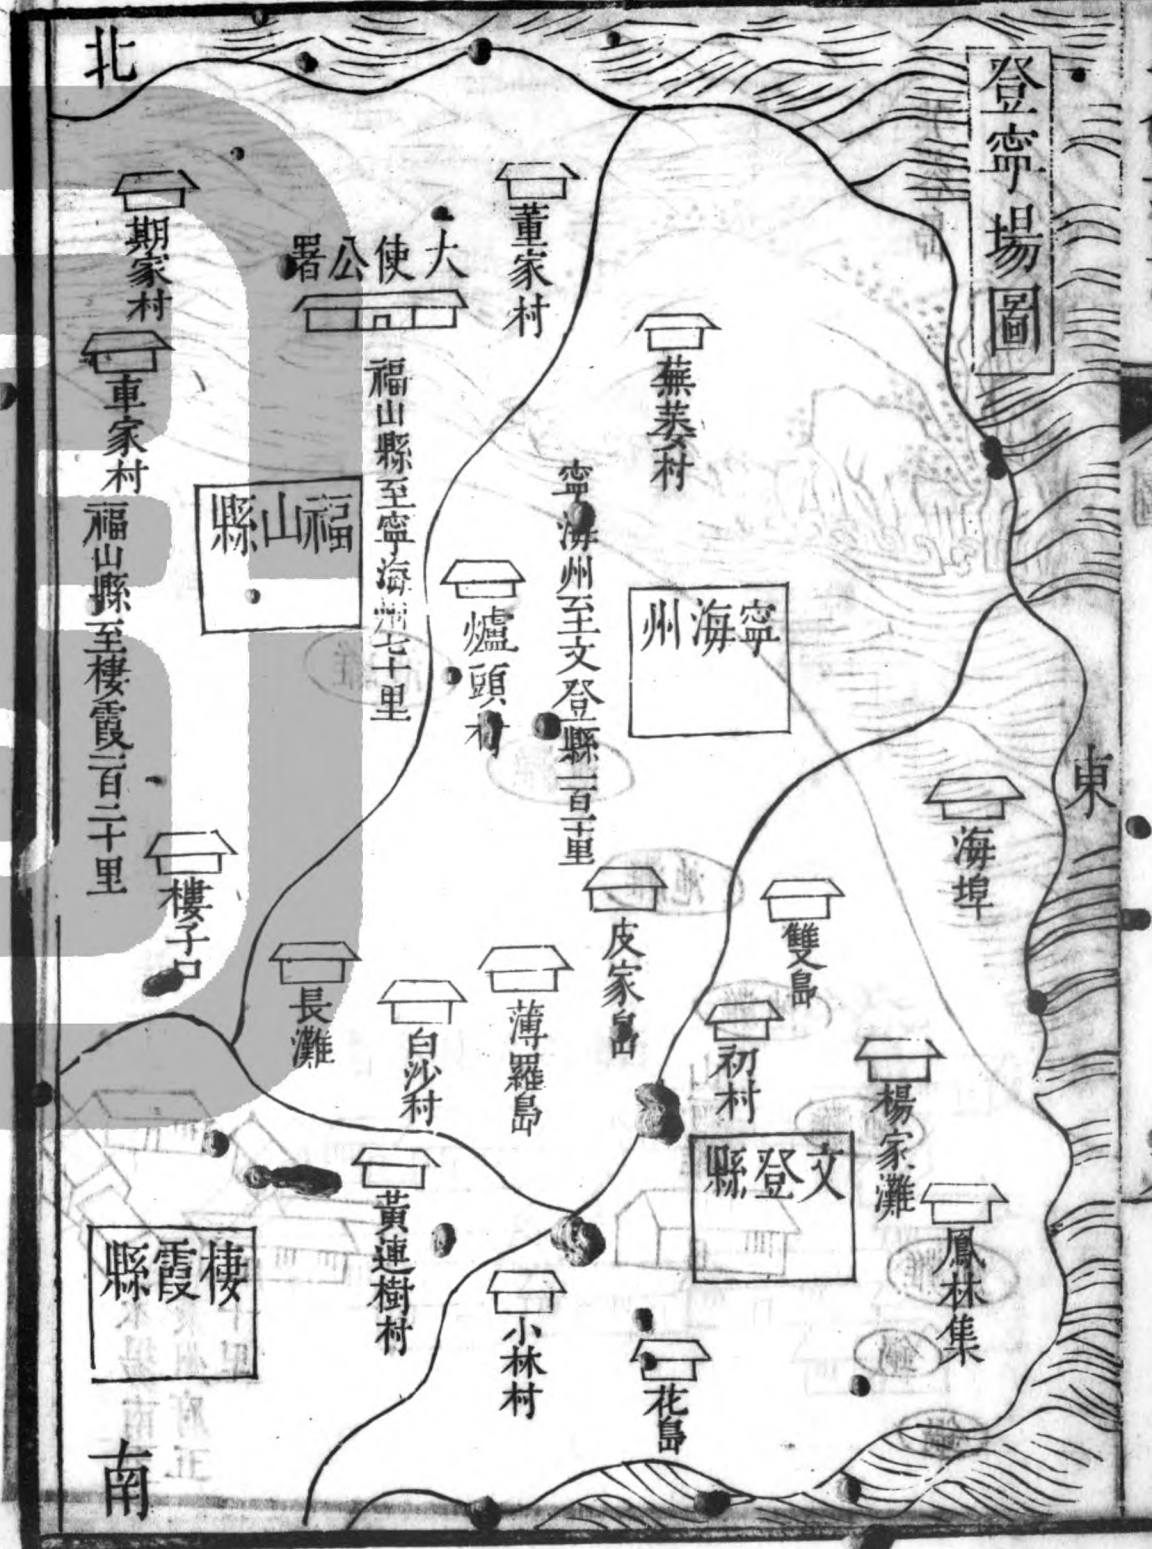 登寧場圖
北
東
南
董家村
大使公署
期家村
車家村
蕪蔞村
福山縣至寧海州七十里
福山縣
福山縣至棲霞一百二十里
寧海州至文登縣一百二十里
寧海州
爐頭村
海埠
雙島
皮家島
初村
楊家灘
樓子口
長灘
白沙村
薄羅島
文登縣
鳳林集
黃連樹村
棲霞縣
小林村
花島